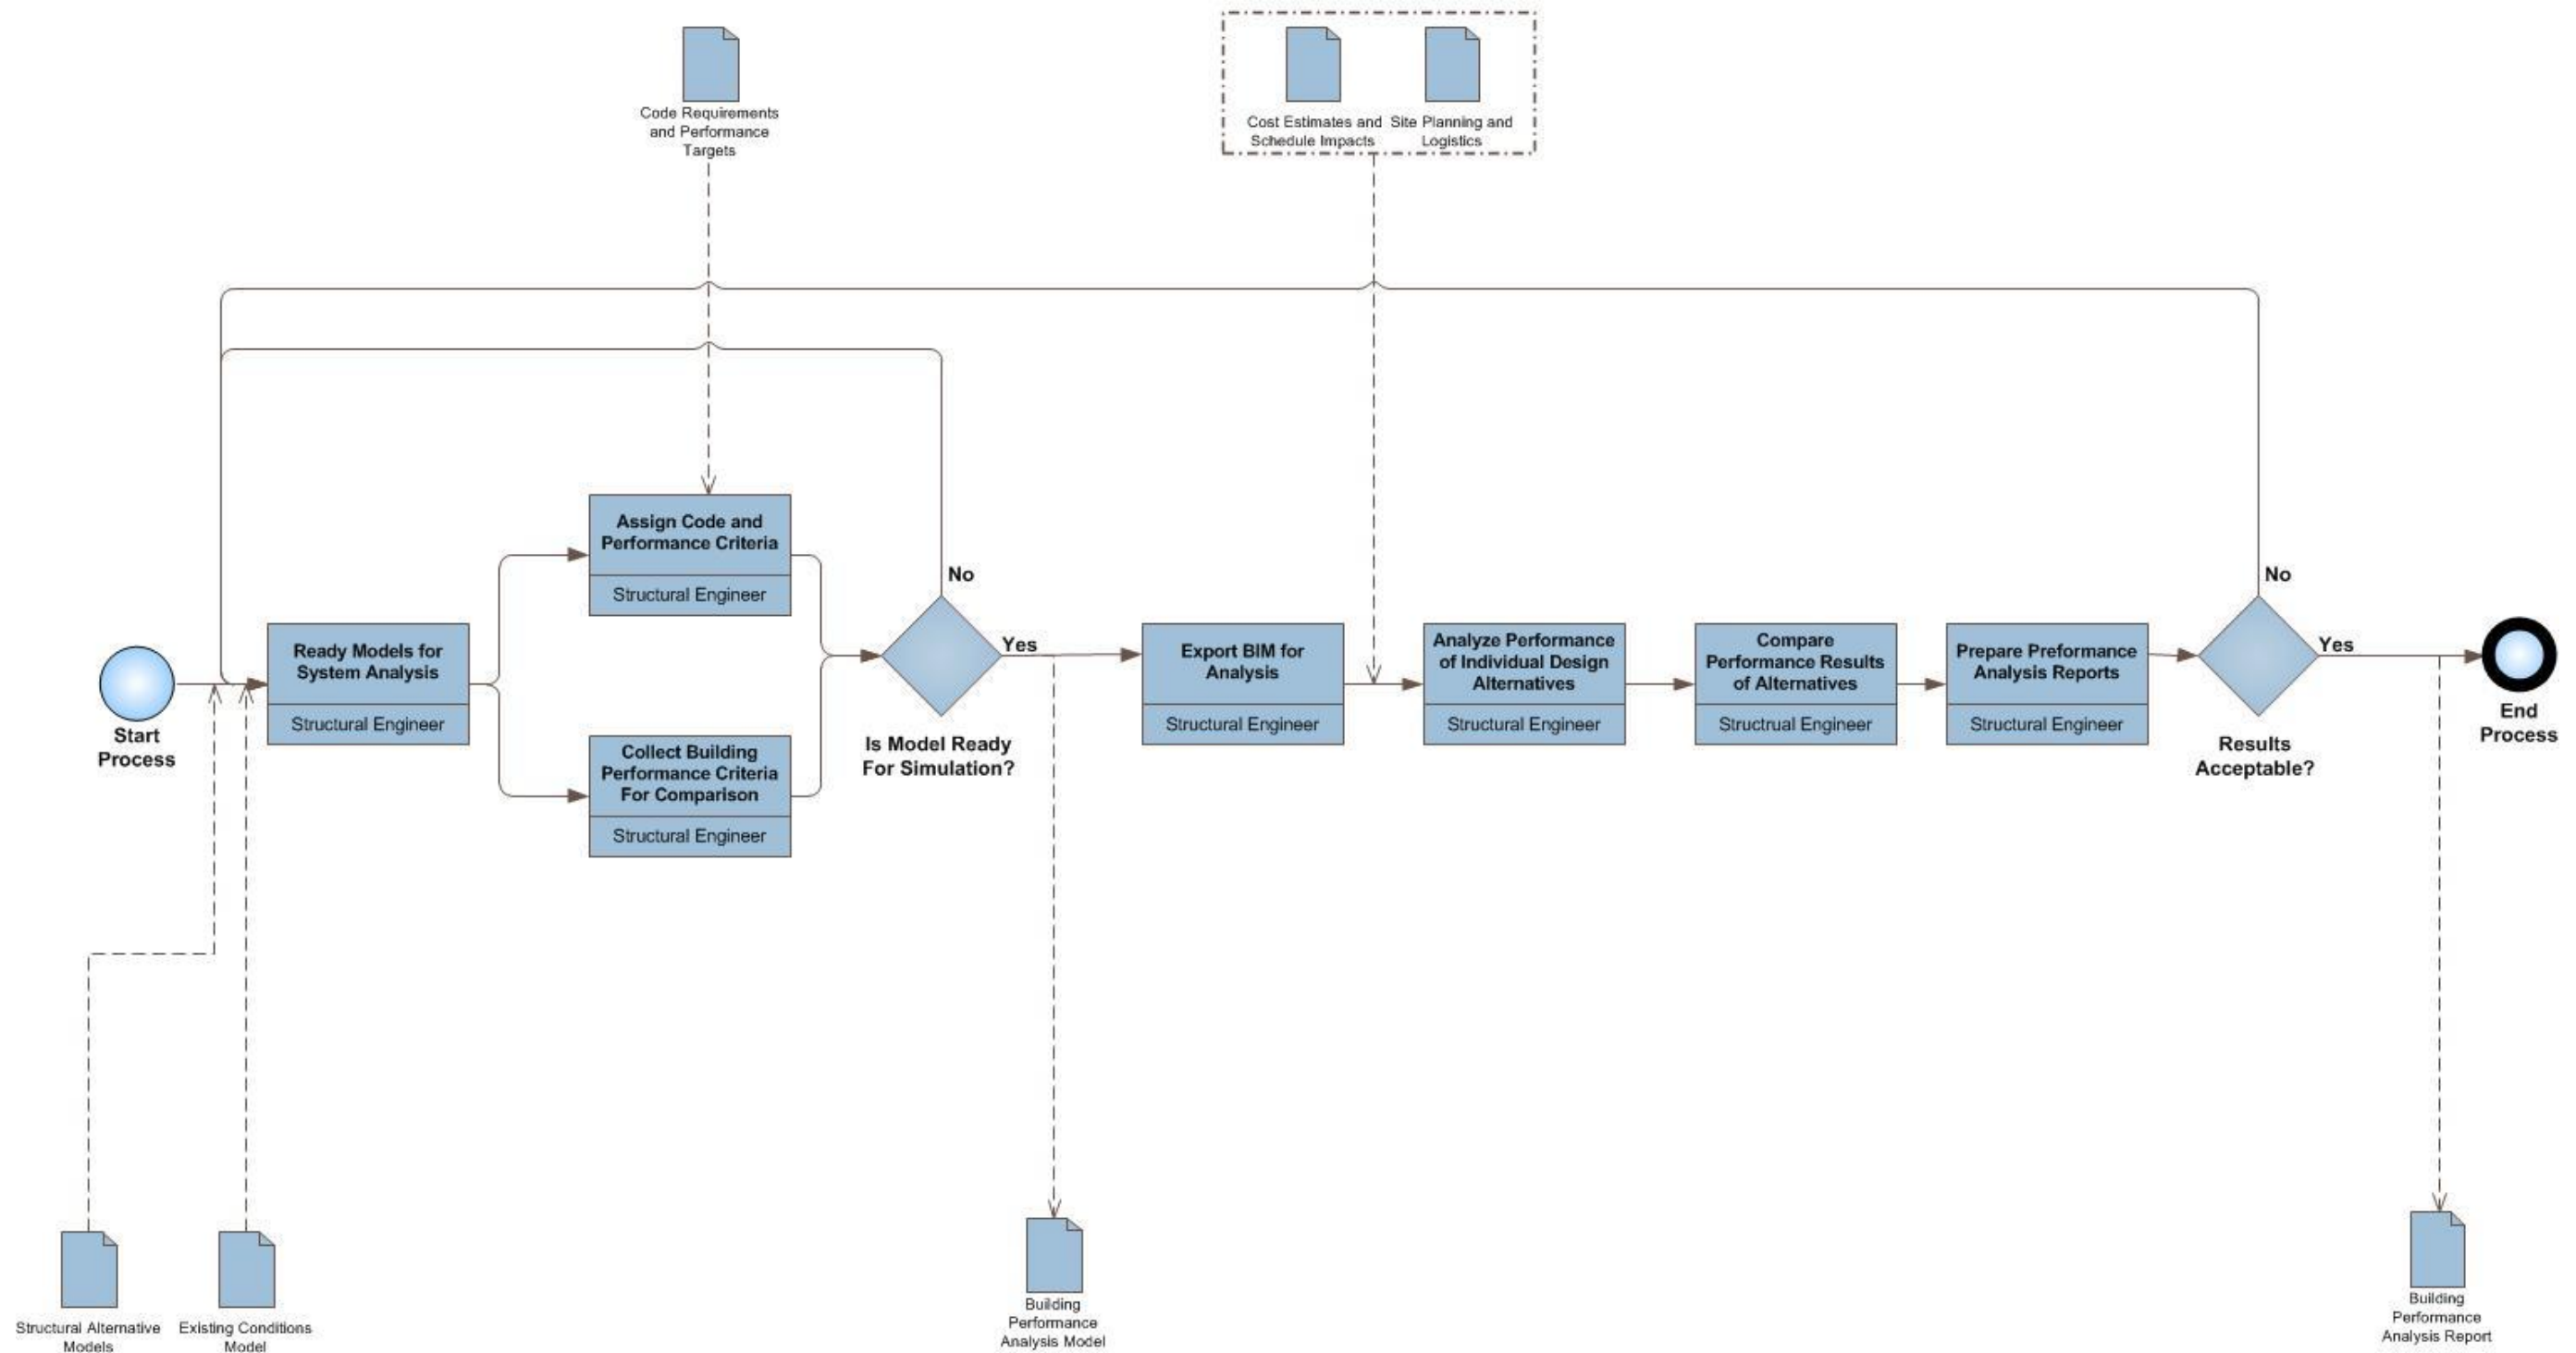 Code Requirements
and Performance
Targets
Cost Estimates and
Schedule Impacts
Site Planning and
Logistics
Start
Process
Ready Models for
System Analysis
Structural Engineer
Assign Code and
Performance Criteria
Structural Engineer
Collect Building
Performance Criteria
For Comparison
Structural Engineer
No
Yes
Is Model Ready
For Simulation?
Export BIM for
Analysis
Structural Engineer
Analyze Performance
of Individual Design
Alternatives
Structural Engineer
Compare
Performance Results
of Alternatives
Structrual Engineer
Prepare Preformance
Analysis Reports
Structural Engineer
No
Yes
Results
Acceptable?
End
Process
Structural Alternative
Models
Existing Conditions
Model
Building
Performance
Analysis Model
Building
Performance
Analysis Report